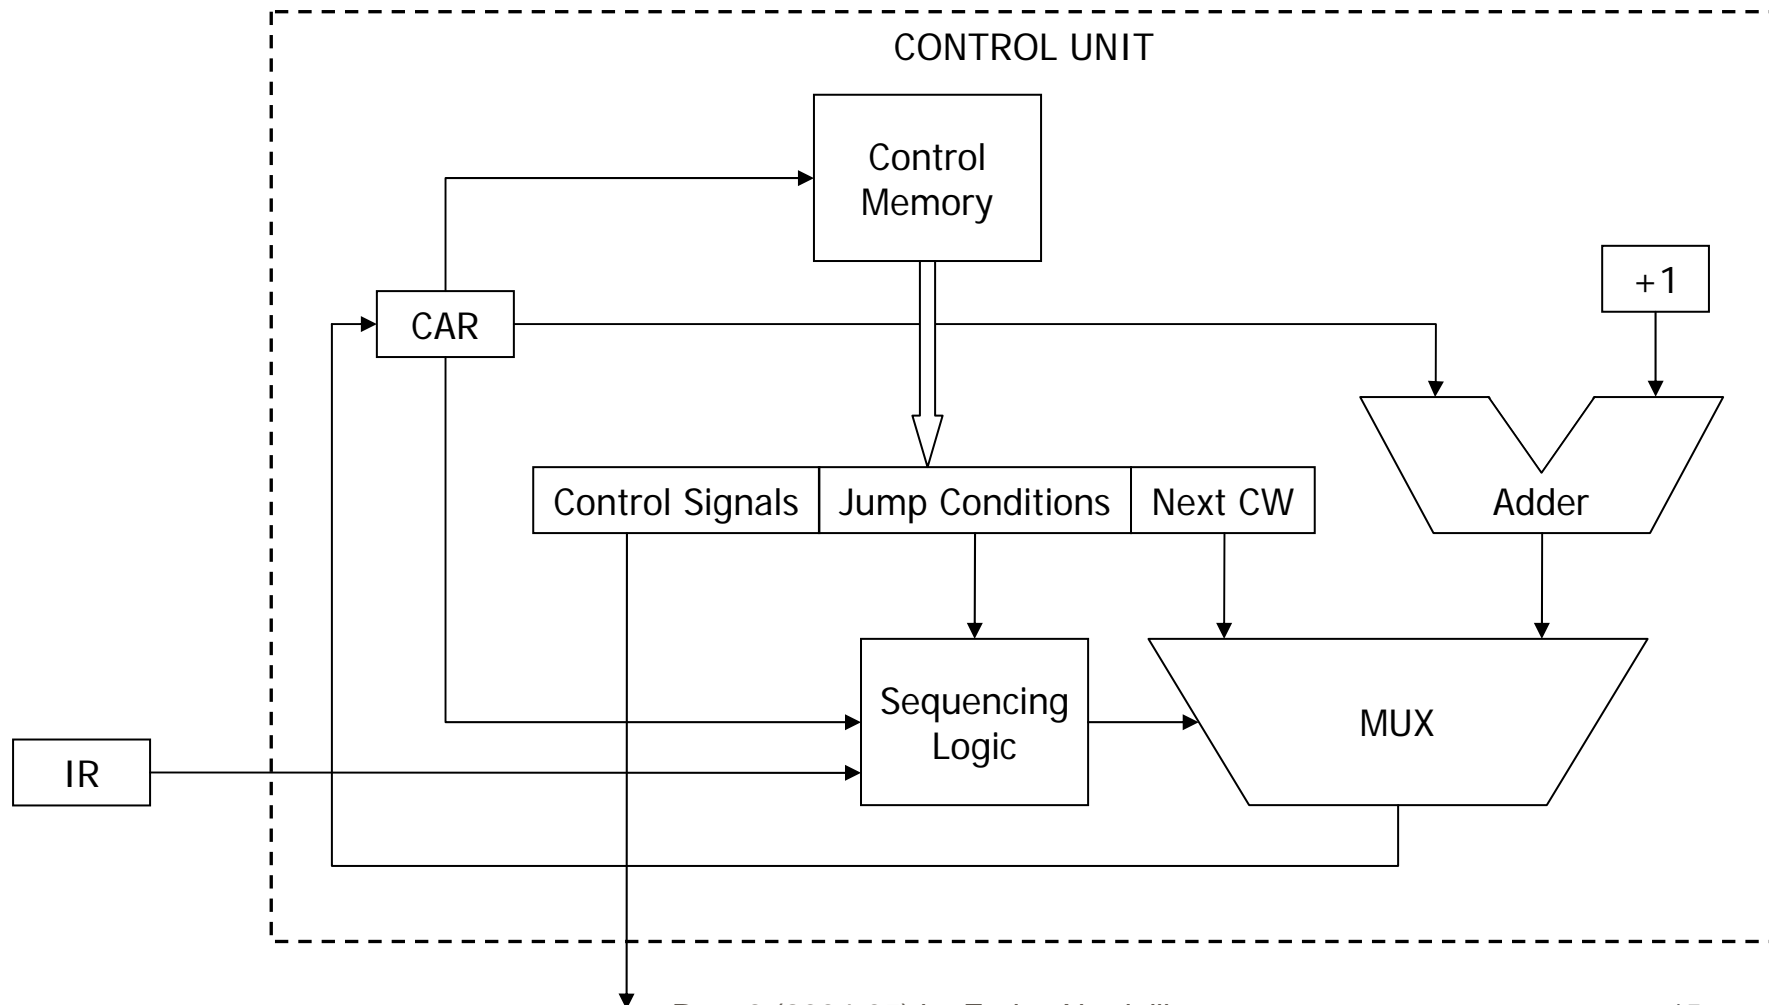 CONTROL UNIT
Control
Memory
+1
CAR
Control Signals
Jump Conditions
Next CW
Adder
Sequencing
Logic
MUX
IR